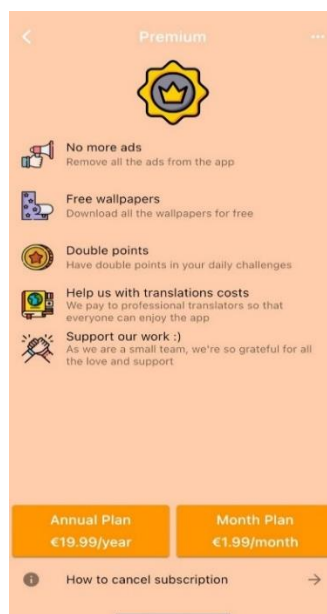 Premium
No more ads
Remove all the ads from the app
Free wallpapers
Download all the wallpapers for free
Double points
Have double points in your daily challenges
Help us with translations costs
We pay to professional translators so that
everyone can enjoy the app
Support our work :)
As we are a small team, we're so grateful for all
the love and support
Annual Plan
€19.99/year
Month Plan
€1.99/month
How to cancel subscription